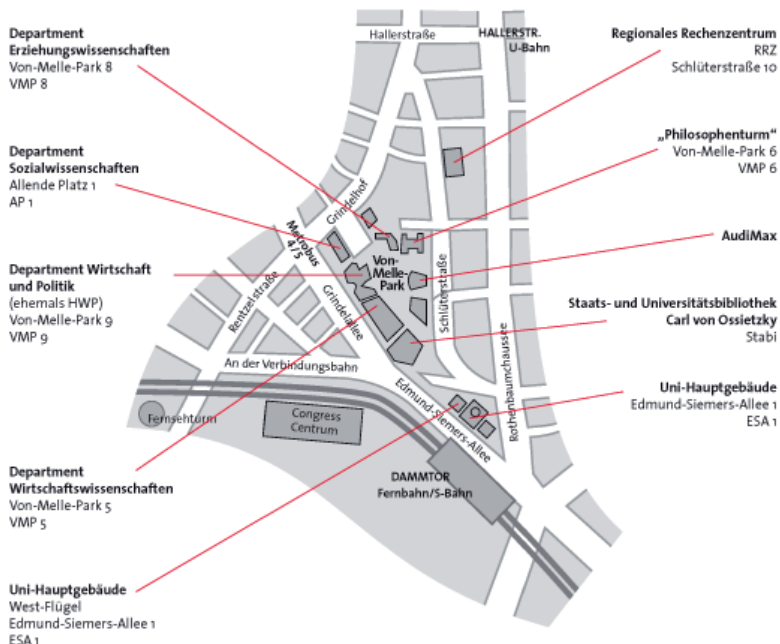 Department
Erziehungswissenschaften
Von-Melle-Park 8
VMP 8
Department
Sozialwissenschaften
Allende Platz 1
AP 1
Department Wirtschaft
und Politik
(ehemals HWP)
Von-Melle-Park 9
VMP 9
Department
Wirtschaftswissenschaften
Von-Melle-Park 5
VMP 5
Uni-Hauptgebäude
West-Flügel
Edmund-Siemers-Allee 1
ESA 1
Hallerstraße
HALLERSTR.
U-Bahn
Grindelhof
Metrobus
4/5
Von-
Melle-
Park
Schlüterstraße
Rentzelstraße
Grindelallee
An der Verbindungsbahn
Rothenbaumchaussee
Edmund-Siemers-Allee
Fernsehturm
Congress
Centrum
DAMMTOR
Fernbahn/S-Bahn
Regionales Rechenzentrum
RRZ
Schlüterstraße 10
„Philosophenturm“
Von-Melle-Park 6
VMP 6
AudiMax
Staats- und Universitätsbibliothek
Carl von Ossietzky
Stabi
Uni-Hauptgebäude
Edmund-Siemers-Allee 1
ESA 1